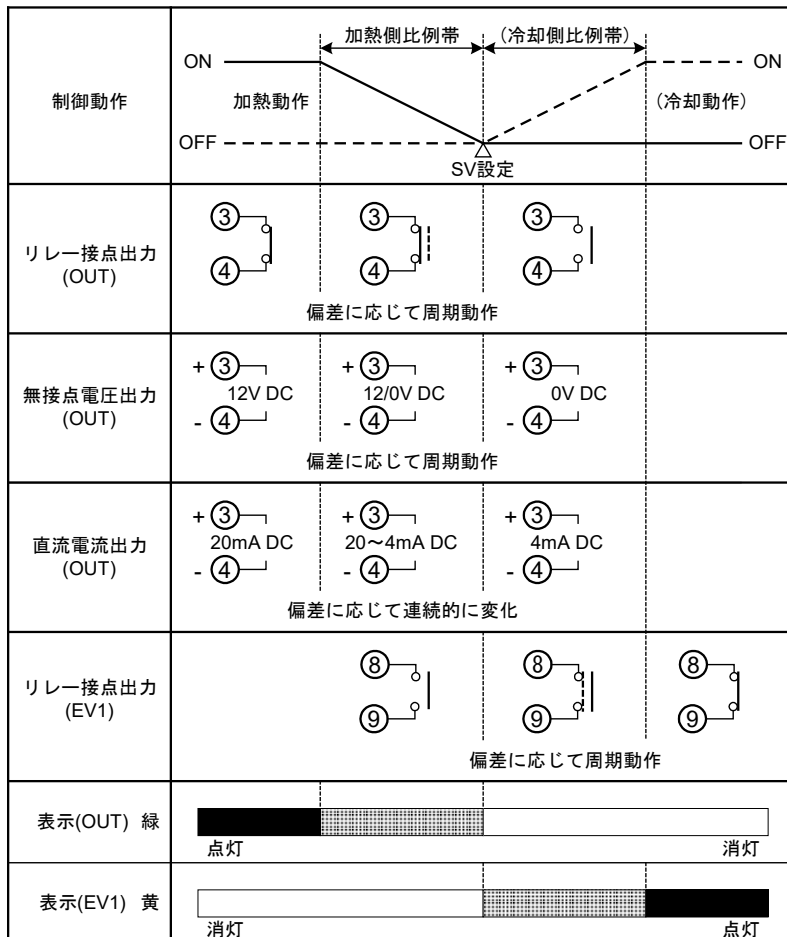 加熱側比例帯 (冷却側比例帯)
制御動作
ON ON
加熱動作 (冷却動作)
OFF OFF
SV設定
リレー接点出力
(OUT)
③ ③ ③
④ ④ ④
偏差に応じて周期動作
無接点電圧出力
(OUT)
+ ③ + ③ + ③
12V DC 12/0V DC 0V DC
- ④ - ④ - ④
偏差に応じて周期動作
直流電流出力
(OUT)
+ ③ + ③ + ③
20mA DC 20～4mA DC 4mA DC
- ④ - ④ - ④
偏差に応じて連続的に変化
リレー接点出力
(EV1)
⑧ ⑧ ⑧
⑨ ⑨ ⑨
偏差に応じて周期動作
表示(OUT) 緑
点灯 消灯
表示(EV1) 黄
消灯 点灯